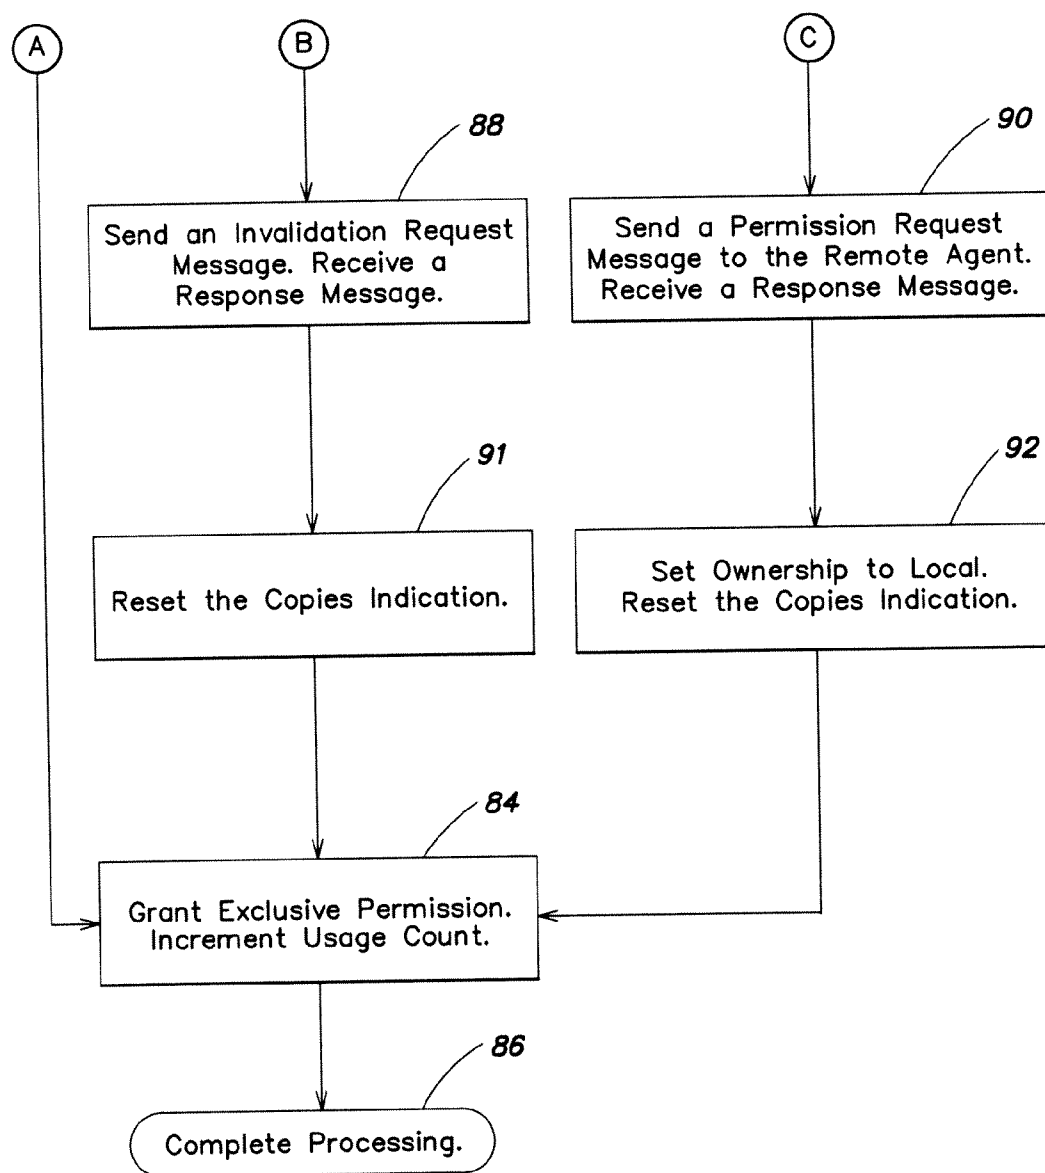 A
B
C
88
90
Send an Invalidation Request
Message. Receive a
Response Message.
Send a Permission Request
Message to the Remote Agent.
Receive a Response Message.
91
92
Reset the Copies Indication.
Set Ownership to Local.
Reset the Copies Indication.
84
Grant Exclusive Permission.
Increment Usage Count.
86
Complete Processing.